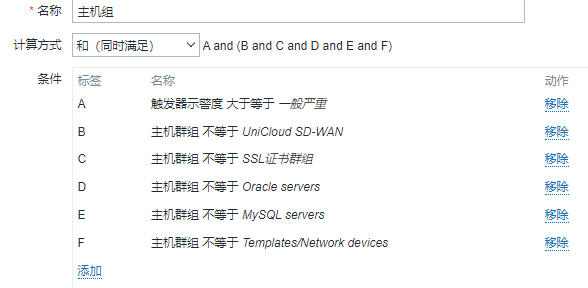 * 名称 主机组
计算方式 和（同时满足） A and (B and C and D and E and F)
条件 标签 名称 动作
A 触发器示警度 大于等于 一般严重 移除
B 主机群组 不等于 UniCloud SD-WAN 移除
C 主机群组 不等于 SSL证书群组 移除
D 主机群组 不等于 Oracle servers 移除
E 主机群组 不等于 MySQL servers 移除
F 主机群组 不等于 Templates/Network devices 移除
添加